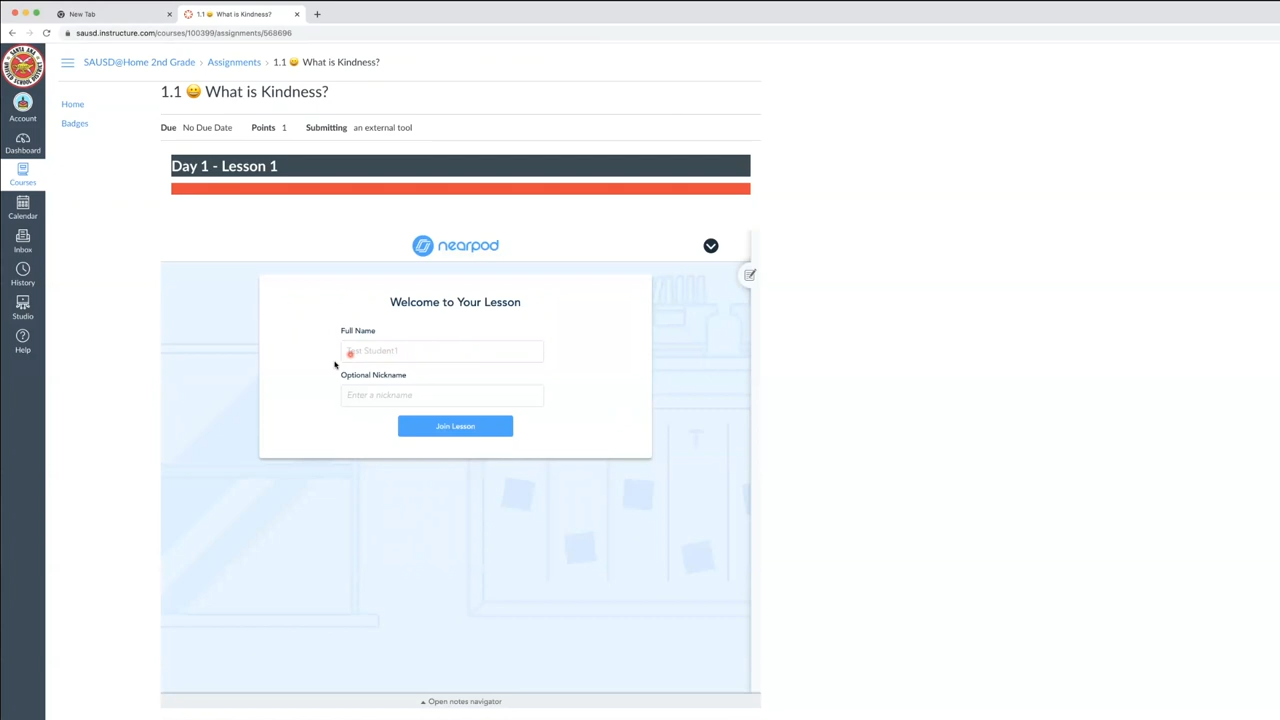 New Tab
1.1 😀 What is Kindness?
sausd.instructure.com/courses/100399/assignments/568696
SAUSD@Home 2nd Grade > Assignments > 1.1 😀 What is Kindness?
Account
Dashboard
Courses
Calendar
Inbox
History
Studio
Help
Home
Badges
1.1 😀 What is Kindness?
Due No Due Date Points 1 Submitting an external tool
Day 1 - Lesson 1
nearpod
Welcome to Your Lesson
Full Name
Test Student1
Optional Nickname
Enter a nickname
Join Lesson
Open notes navigator